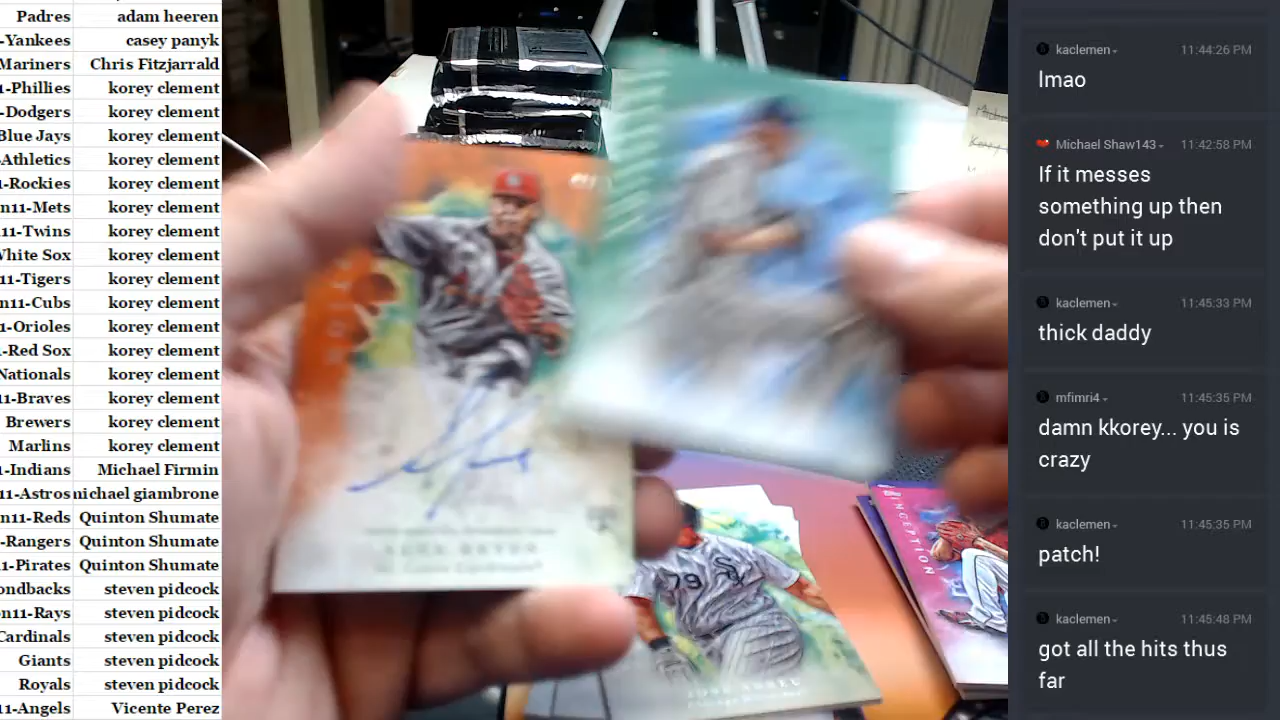 Padres adam heeren
-Yankees casey panyk
Mariners Chris Fitzjarrald
1-Phillies korey clement
-Dodgers korey clement
Blue Jays korey clement
Athletics korey clement
1-Rockies korey clement
n11-Mets korey clement
11-Twins korey clement
White Sox korey clement
11-Tigers korey clement
n11-Cubs korey clement
1-Orioles korey clement
-Red Sox korey clement
Nationals korey clement
11-Braves korey clement
Brewers korey clement
Marlins korey clement
1-Indians Michael Firmin
11-Astros michael giambrone
n11-Reds Quinton Shumate
-Rangers Quinton Shumate
1-Pirates Quinton Shumate
ondbacks steven pidcock
on11-Rays steven pidcock
Cardinals steven pidcock
Giants steven pidcock
Royals steven pidcock
11-Angels Vicente Perez
79
INCEPTION
kaclemen 11:44:26 PM
lmao
Michael Shaw143 11:42:58 PM
If it messes
something up then
don't put it up
kaclemen 11:45:33 PM
thick daddy
mfimri4 11:45:35 PM
damn kkorey... you is
crazy
kaclemen 11:45:35 PM
patch!
kaclemen 11:45:48 PM
got all the hits thus
far